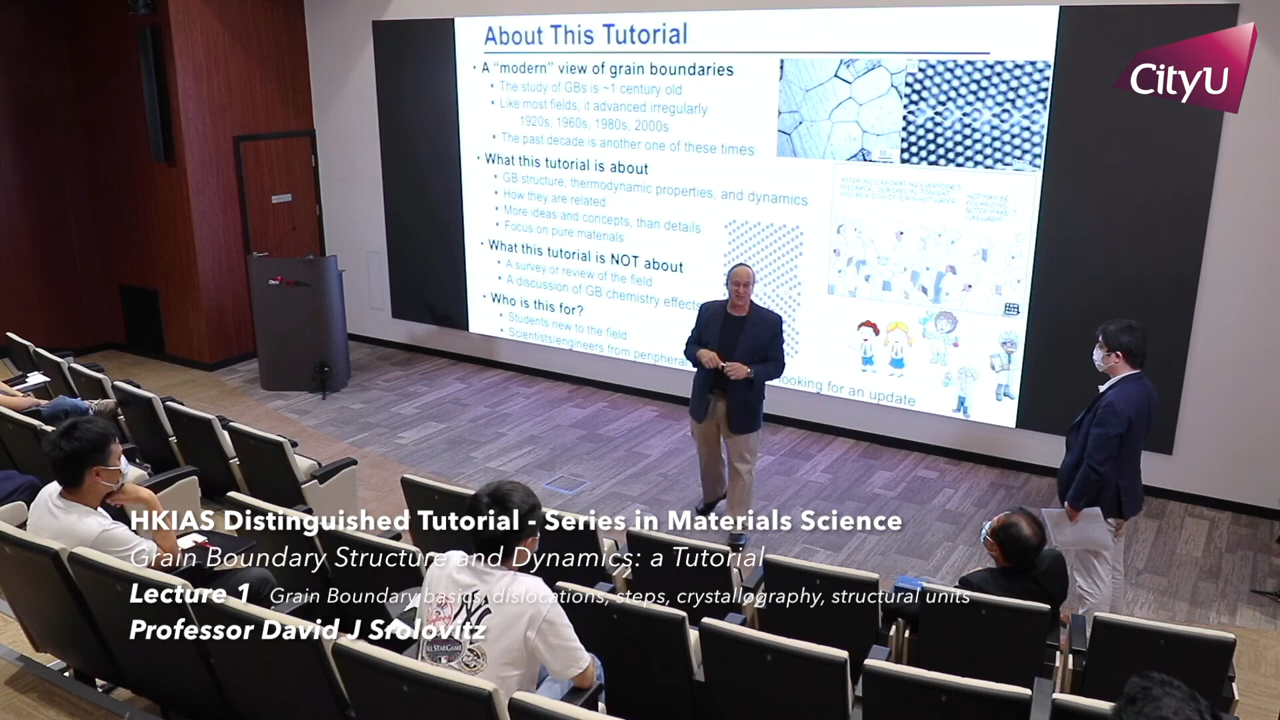 About This Tutorial
• A “modern” view of grain boundaries
• The study of GBs is ~1 century old
• Like most fields, it advanced irregularly
1920s, 1960s, 1980s, 2000s
• The past decade is another one of these times
• What this tutorial is about
• GB structure, thermodynamic properties, and dynamics
• How they are related
• More ideas and concepts, than details
• Focus on pure materials
• What this tutorial is NOT about
• A survey or review of the field
• A discussion of GB chemistry effects
• Who is this for?
• Students new to the field
• Scientists/engineers from
looking for an update
CityU
HKIAS Distinguished Tutorial - Series in Materials Science
Grain Boundary Structure and Dynamics: a Tutorial
Lecture 1 Grain Boundary basics, dislocations, steps, crystallography, structural units
Professor David J Srolovitz
ALL STAR GAME